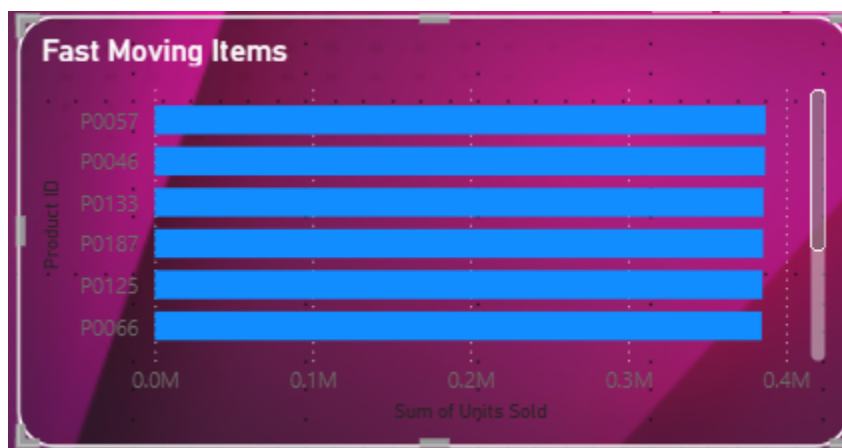 Fast Moving Items
Product ID
P0057
P0046
P0133
P0187
P0125
P0066
0.0M 0.1M 0.2M 0.3M 0.4M
Sum of Units Sold